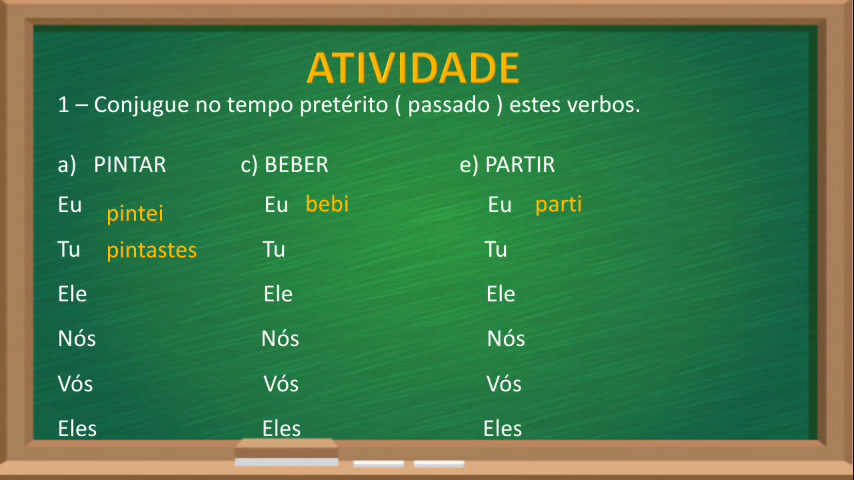 ATIVIDADE
1 – Conjugue no tempo pretérito ( passado ) estes verbos.
a) PINTAR c) BEBER e) PARTIR
Eu pintei Eu bebi Eu parti
Tu pintastes Tu Tu
Ele Ele Ele
Nós Nós Nós
Vós Vós Vós
Eles Eles Eles